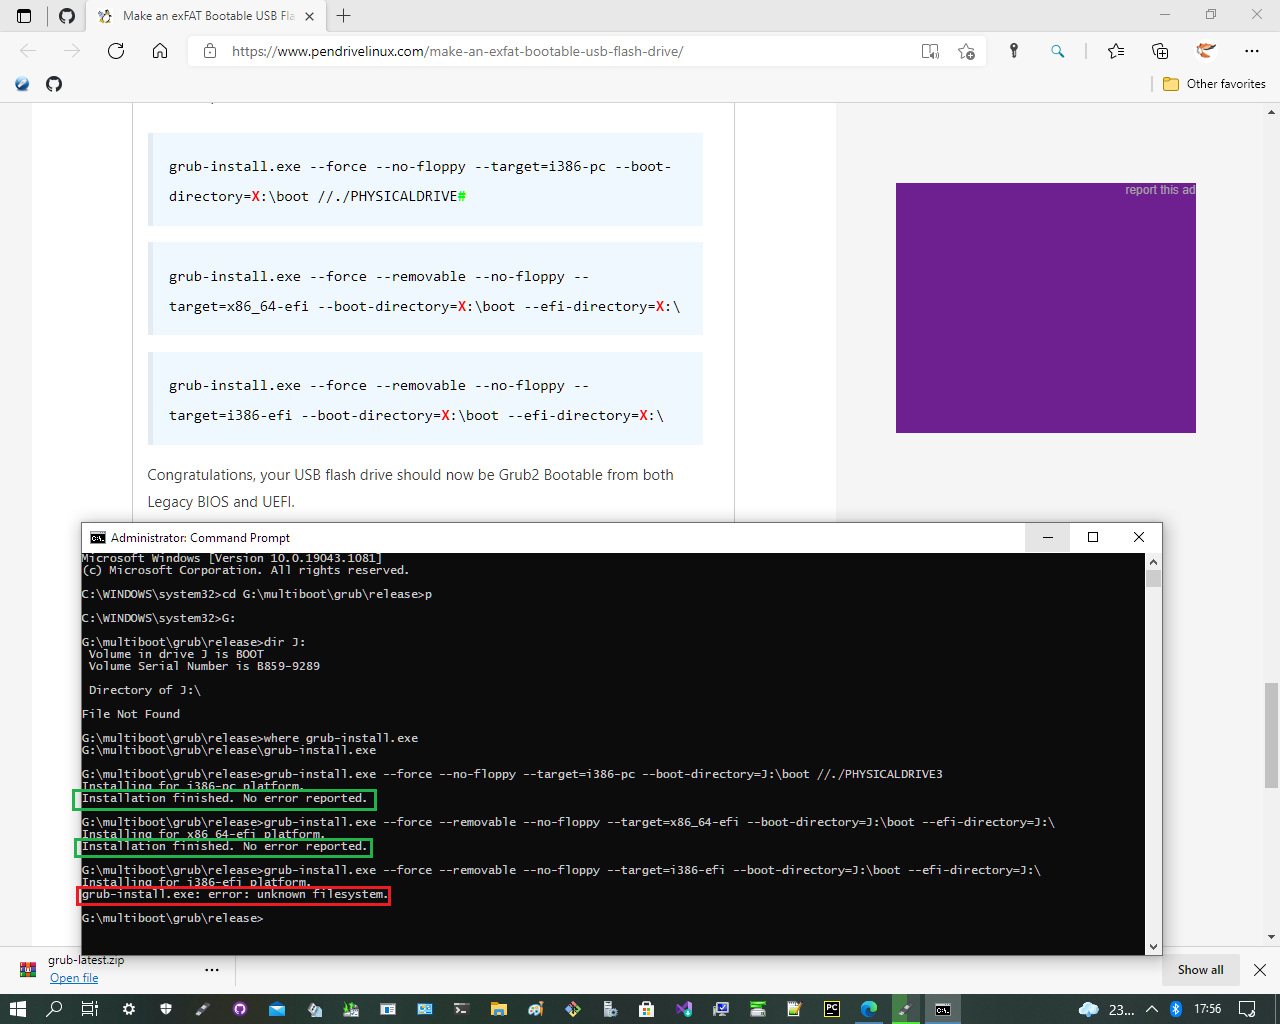 Make an exFAT Bootable USB Fla
https://www.pendrivelinux.com/make-an-exfat-bootable-usb-flash-drive/
Other favorites
grub-install.exe --force --no-floppy --target=i386-pc --boot-
directory=X:\boot //./PHYSICALDRIVE#
report this ad
grub-install.exe --force --removable --no-floppy --
target=x86_64-efi --boot-directory=X:\boot --efi-directory=X:\
grub-install.exe --force --removable --no-floppy --
target=i386-efi --boot-directory=X:\boot --efi-directory=X:\
Congratulations, your USB flash drive should now be Grub2 Bootable from both
Legacy BIOS and UEFI.
Administrator: Command Prompt
Microsoft Windows [Version 10.0.19043.1081]
(c) Microsoft Corporation. All rights reserved.
C:\WINDOWS\system32>cd G:\multiboot\grub\release>p
C:\WINDOWS\system32>G:
G:\multiboot\grub\release>dir J:
Volume in drive J is BOOT
Volume Serial Number is B859-9289
Directory of J:\
File Not Found
G:\multiboot\grub\release>where grub-install.exe
G:\multiboot\grub\release\grub-install.exe
G:\multiboot\grub\release>grub-install.exe --force --no-floppy --target=i386-pc --boot-directory=J:\boot //./PHYSICALDRIVE3
Installing for i386-pc platform.
Installation finished. No error reported.
G:\multiboot\grub\release>grub-install.exe --force --removable --no-floppy --target=x86_64-efi --boot-directory=J:\boot --efi-directory=J:\
Installing for x86_64-efi platform.
Installation finished. No error reported.
G:\multiboot\grub\release>grub-install.exe --force --removable --no-floppy --target=i386-efi --boot-directory=J:\boot --efi-directory=J:\
Installing for i386-efi platform.
grub-install.exe: error: unknown filesystem.
G:\multiboot\grub\release>
grub-latest.zip
Open file
Show all
23...
17:56